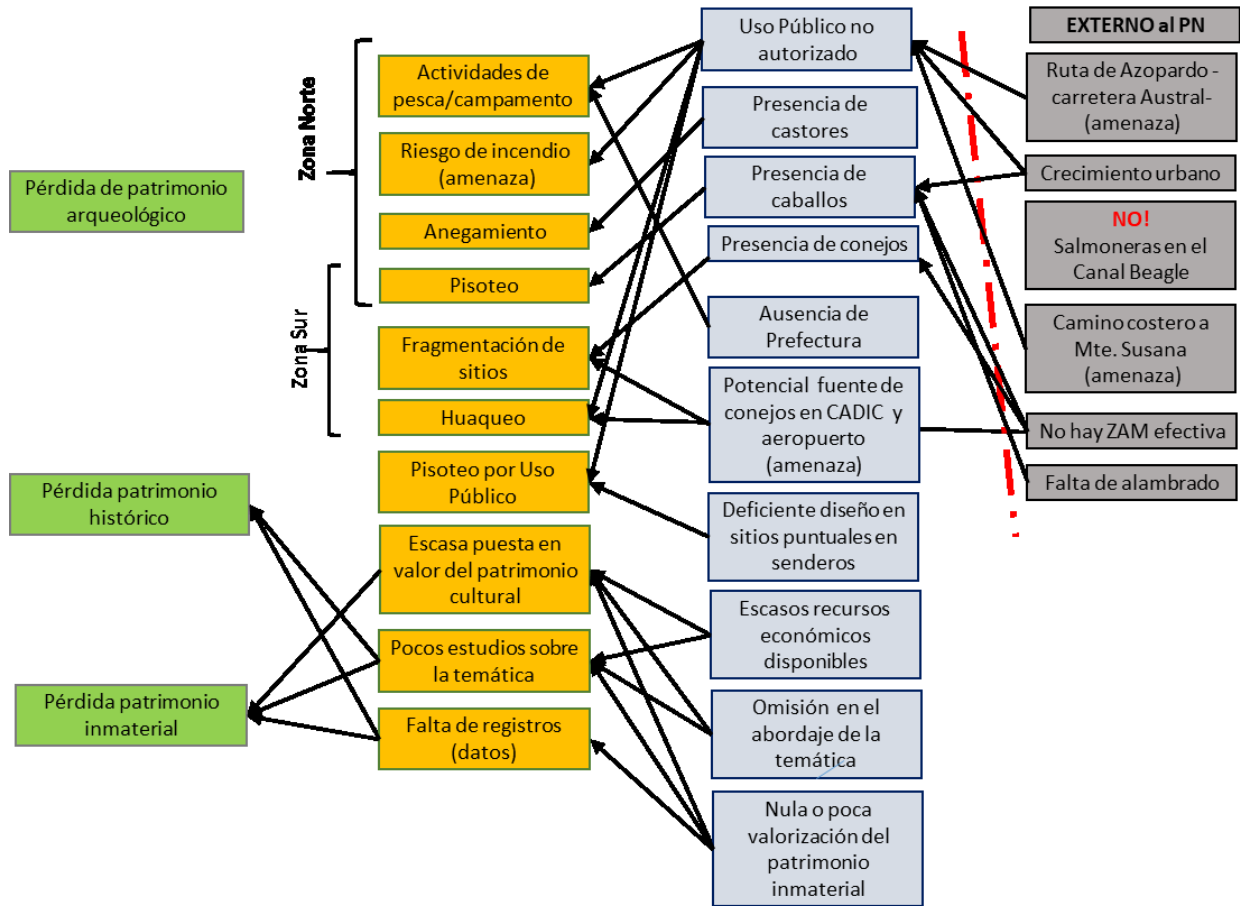 Pérdida de patrimonio
arqueológico
Pérdida patrimonio
histórico
Pérdida patrimonio
inmaterial
Zona Norte
Zona Sur
Actividades de
pesca/campamento
Riesgo de incendio
(amenaza)
Anegamiento
Pisoteo
Fragmentación de
sitios
Huaqueo
Pisoteo por Uso
Público
Escasa puesta en
valor del patrimonio
cultural
Pocos estudios sobre
la temática
Falta de registros
(datos)
Uso Público no
autorizado
Presencia de
castores
Presencia de
caballos
Presencia de conejos
Ausencia de
Prefectura
Potencial fuente de
conejos en CADIC y
aeropuerto
(amenaza)
Deficiente diseño en
sitios puntuales en
senderos
Escasos recursos
económicos
disponibles
Omisión en el
abordaje de la
temática
Nula o poca
valorización del
patrimonio
inmaterial
EXTERNO al PN
Ruta de Azopardo -
carretera Austral-
(amenaza)
Crecimiento urbano
NO!
Salmoneras en el
Canal Beagle
Camino costero a
Mte. Susana
(amenaza)
No hay ZAM efectiva
Falta de alambrado